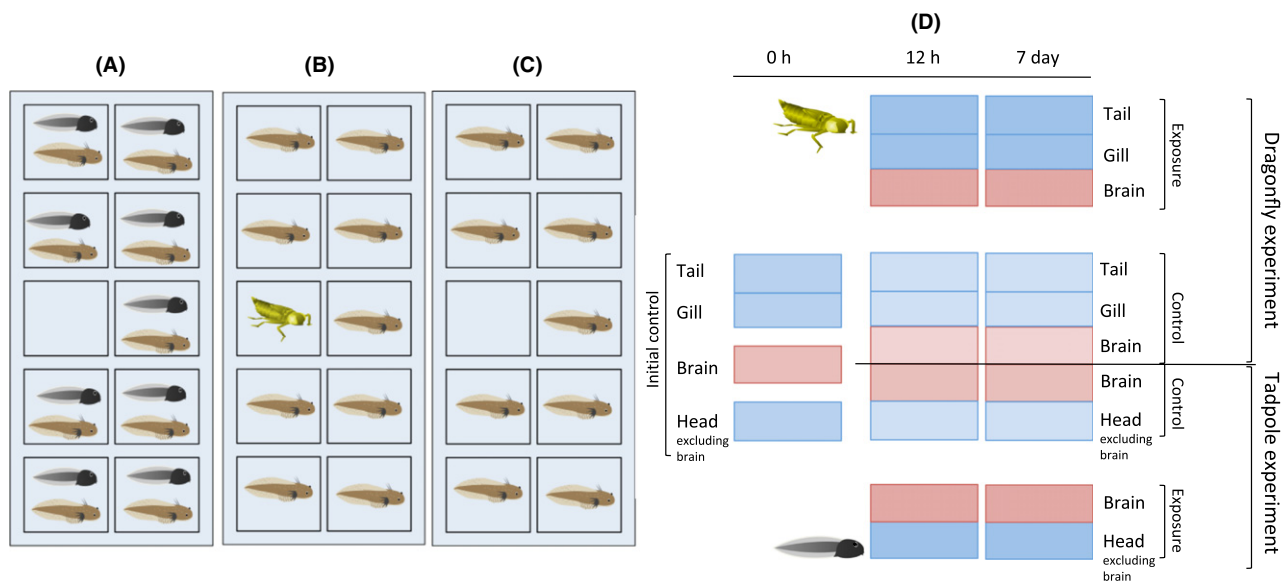 (A)
(B)
(C)
(D)
0 h
12 h
7 day
Tail
Gill
Brain
Exposure
Dragonfly experiment
Initial control
Tail
Gill
Brain
Head
excluding
brain
Tail
Gill
Brain
Control
Brain
Head
excluding
brain
Control
Tadpole experiment
Brain
Head
excluding
brain
Exposure